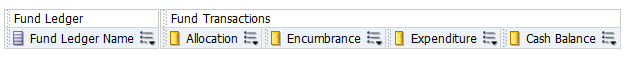 Fund Ledger Fund Transactions
Fund Ledger Name Allocation Encumbrance Expenditure Cash Balance